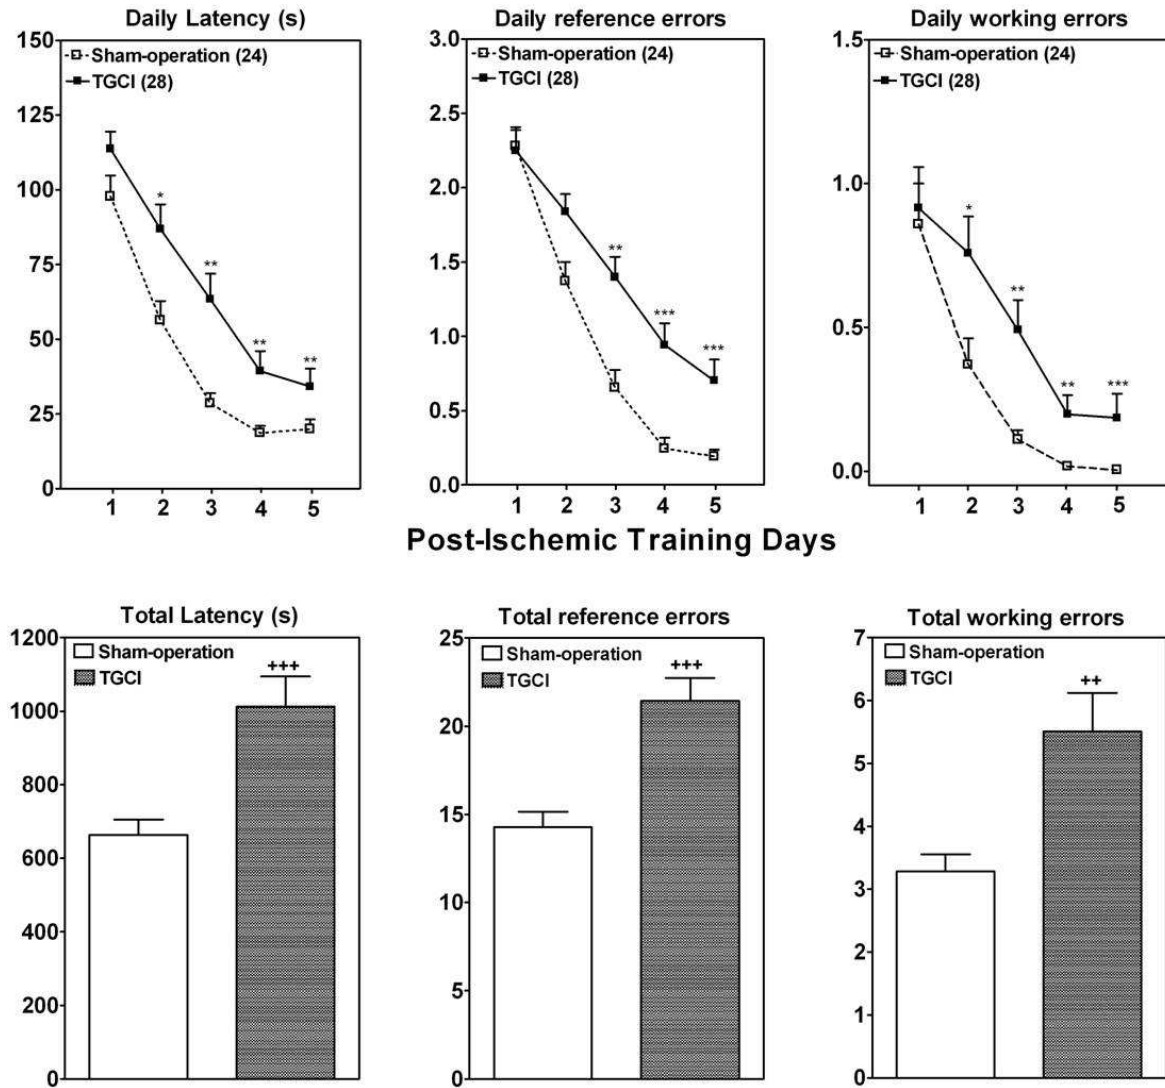 Daily Latency (s)
150
125
100
75
50
25
0
Sham-operation (24)
TGCI (28)
*
**
**
**
1 2 3 4 5
Daily reference errors
3.0
2.5
2.0
1.5
1.0
0.5
0.0
Sham-operation (24)
TGCI (28)
**
***
***
1 2 3 4 5
Daily working errors
1.5
1.0
0.5
0.0
Sham-operation (24)
TGCI (28)
*
**
**
***
1 2 3 4 5
Post-Ischemic Training Days
Total Latency (s)
1200
1000
800
600
400
200
0
Sham-operation
TGCI
+++
Total reference errors
25
20
15
10
5
0
Sham-operation
TGCI
+++
Total working errors
7
6
5
4
3
2
1
0
Sham-operation
TGCI
++